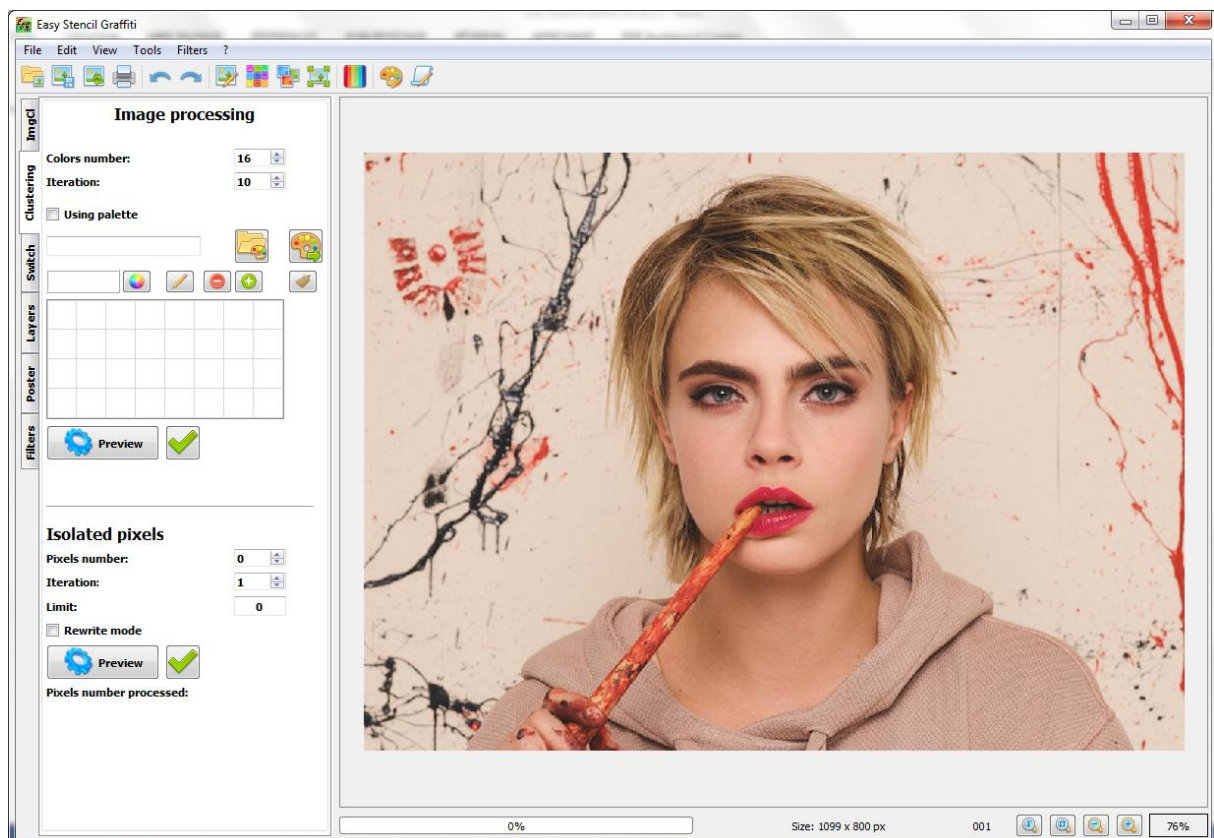 Easy Stencil Graffiti
File Edit View Tools Filters ?
ImgCl
Clustering
Switch
Layers
Poster
Filters
Image processing
Colors number: 16
Iteration: 10
Using palette
Preview
Isolated pixels
Pixels number: 0
Iteration: 1
Limit: 0
Rewrite mode
Preview
Pixels number processed:
0% Size: 1099 x 800 px 001 76%